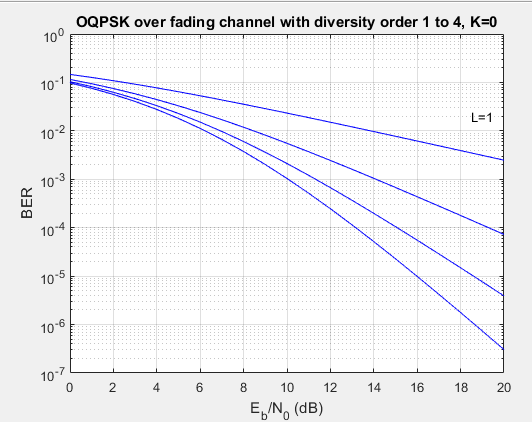 OQPSK over fading channel with diversity order 1 to 4, K=0
10^0
10^-1
10^-2
10^-3
10^-4
10^-5
10^-6
10^-7
BER
L=1
0 2 4 6 8 10 12 14 16 18 20
E_b/N_0 (dB)